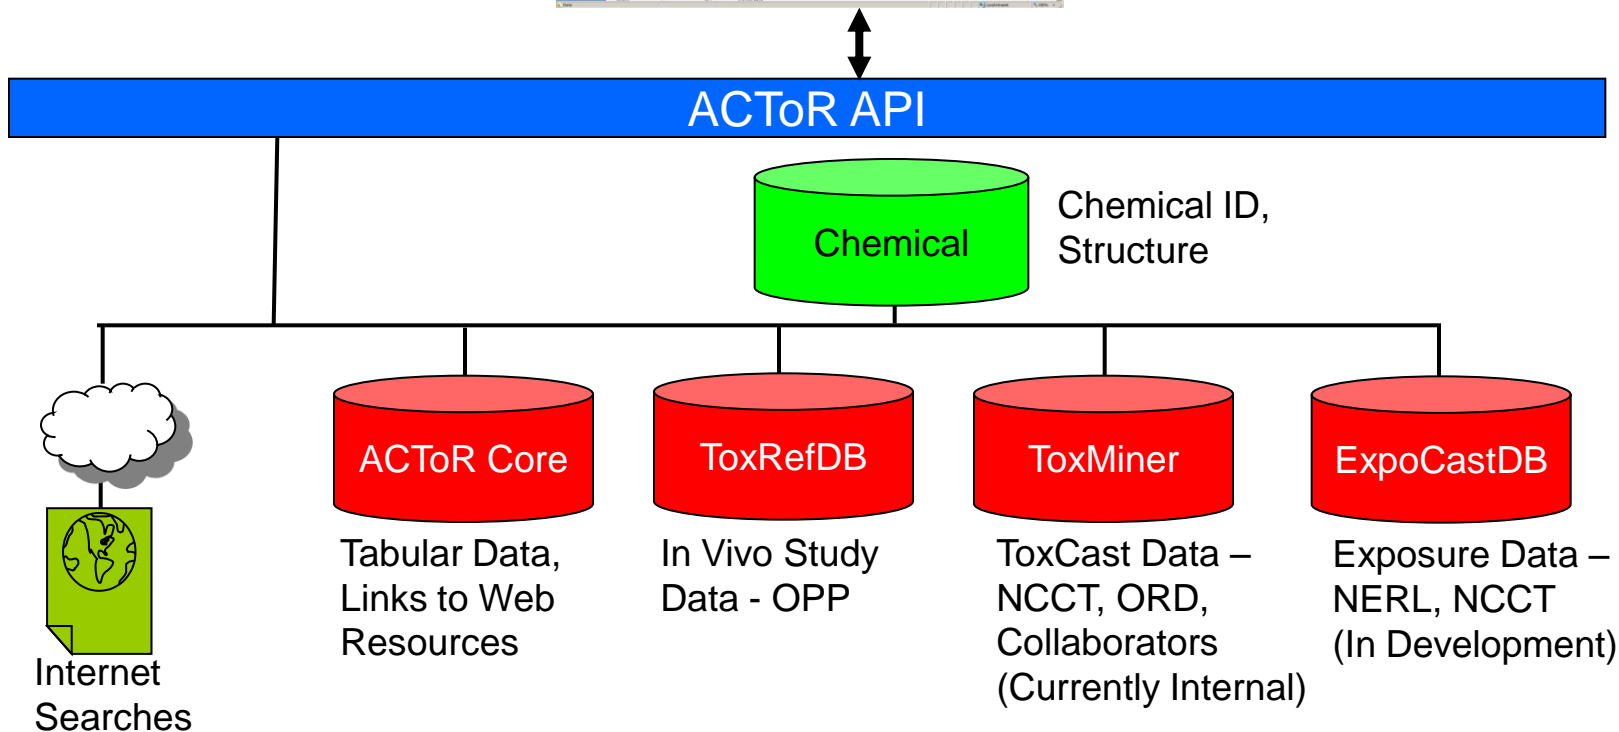 ACToR API
Chemical
Chemical ID,
Structure
ACToR Core
ToxRefDB
ToxMiner
ExpoCastDB
Internet
Searches
Tabular Data,
Links to Web
Resources
In Vivo Study
Data - OPP
ToxCast Data –
NCCT, ORD,
Collaborators
(Currently Internal)
Exposure Data –
NERL, NCCT
(In Development)